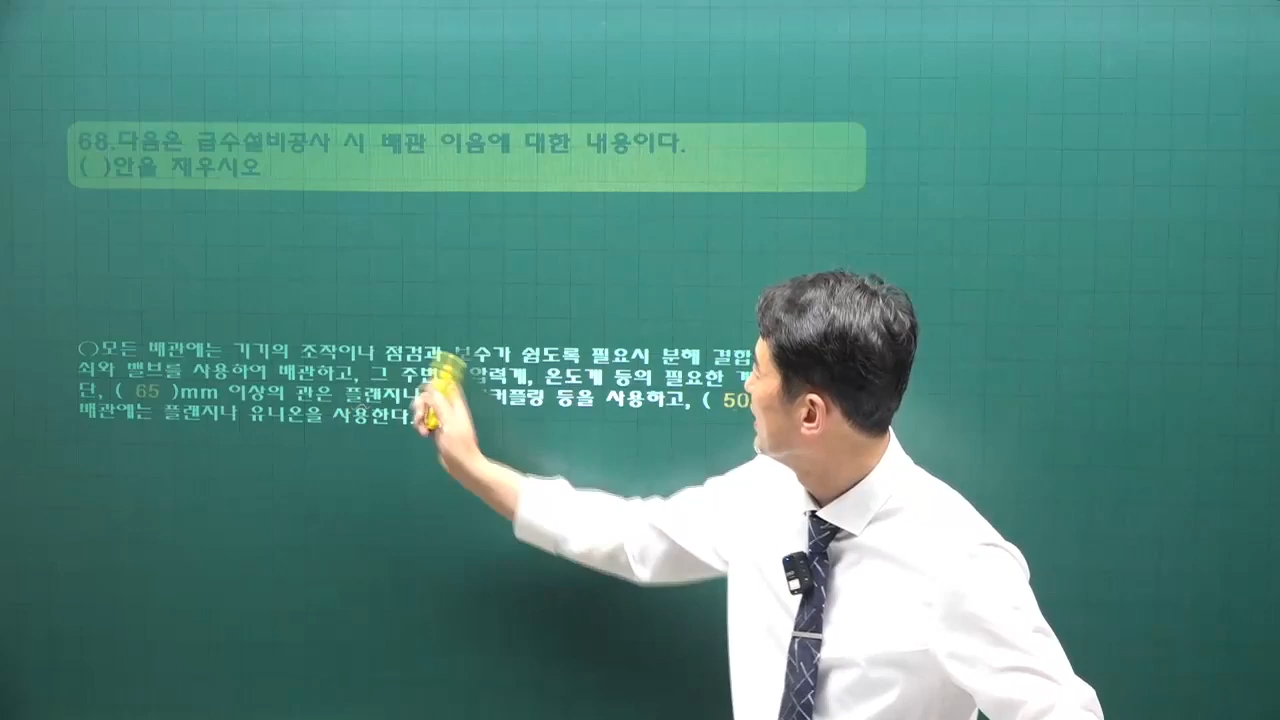 68.다음은 급수설비공사 시 배관 이음에 대한 내용이다.
( )안을 재우시오
○모든 배관에는 기기의 조작이나 점검과 보수가 쉽도록 필요시 분해 결합
쇠와 밸브를 사용하여 배관하고, 그 주변 압력계, 온도계 등의 필요한
단, ( 65 )mm 이상의 관은 플랜지나 커플링 등을 사용하고, ( 50
배관에는 플랜지나 유니온을 사용한다.